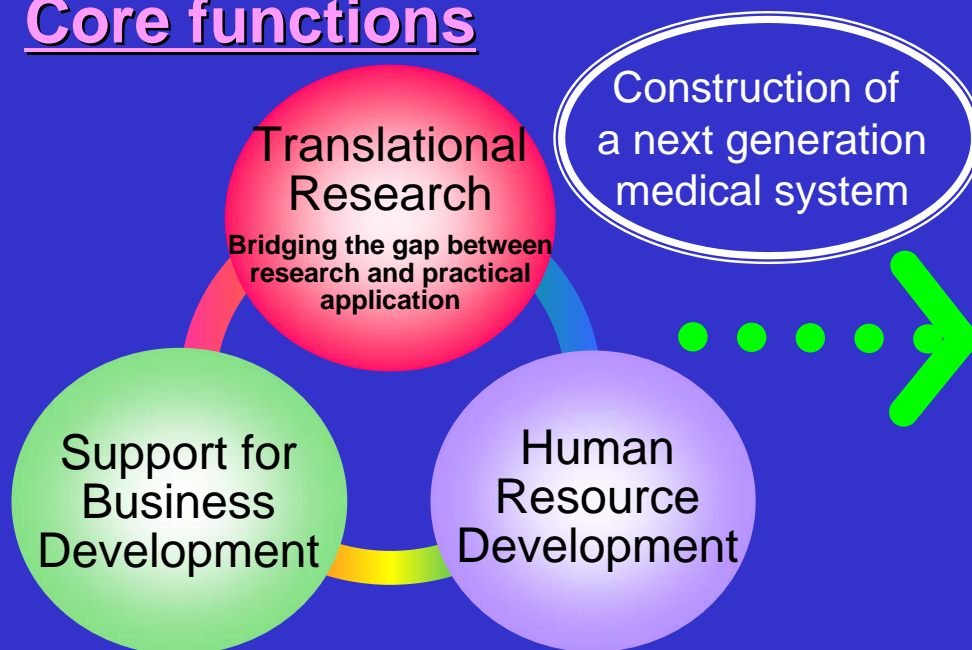 Core functions
Construction of
a next generation
medical system
Translational
Research
Bridging the gap between
research and practical
application
Support for
Business
Development
Human
Resource
Development